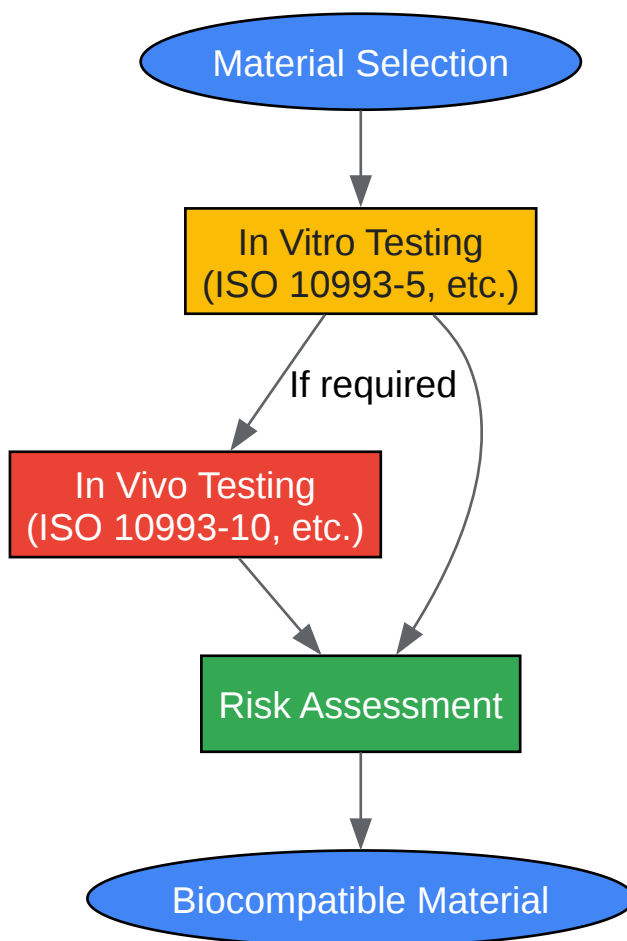 Material Selection
In Vitro Testing
(ISO 10993-5, etc.)
If required
In Vivo Testing
(ISO 10993-10, etc.)
Risk Assessment
Biocompatible Material